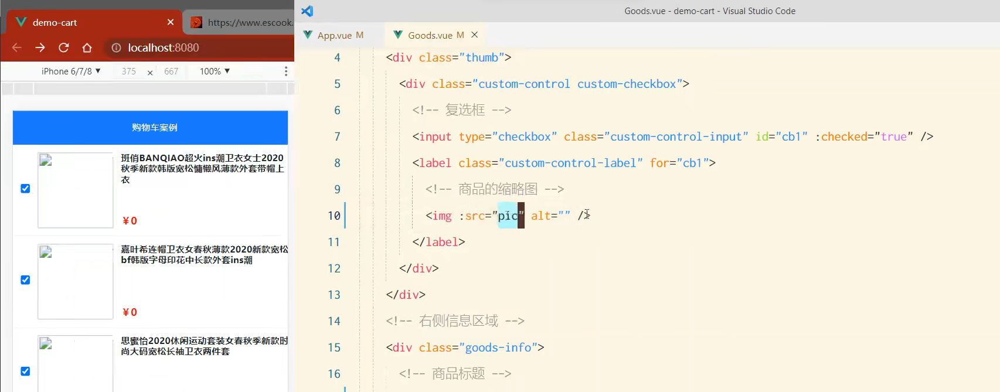 demo-cart
https://www.escook.
localhost:8080
iPhone 6/7/8 ▼ 375 × 667 100% ▼
购物车案例
班俏BANQIAO超火ins潮卫衣女士2020
秋季新款韩版宽松慵懒风薄款外套带帽上
衣
¥0
嘉叶希连帽卫衣女春秋薄款2020新款宽松
bf韩版字母印花中长款外套ins潮
¥0
思蜜怡2020休闲运动套装女春秋季新款时
尚大码宽松长袖卫衣两件套
Goods.vue - demo-cart - Visual Studio Code
App.vue M
Goods.vue M
4 <div class="thumb">
5 <div class="custom-control custom-checkbox">
6 <!-- 复选框 -->
7 <input type="checkbox" class="custom-control-input" id="cb1" :checked="true" />
8 <label class="custom-control-label" for="cb1">
9 <!-- 商品的缩略图 -->
10 <img :src="pic" alt="" />
11 </label>
12 </div>
13 </div>
14 <!-- 右侧信息区域 -->
15 <div class="goods-info">
16 <!-- 商品标题 -->